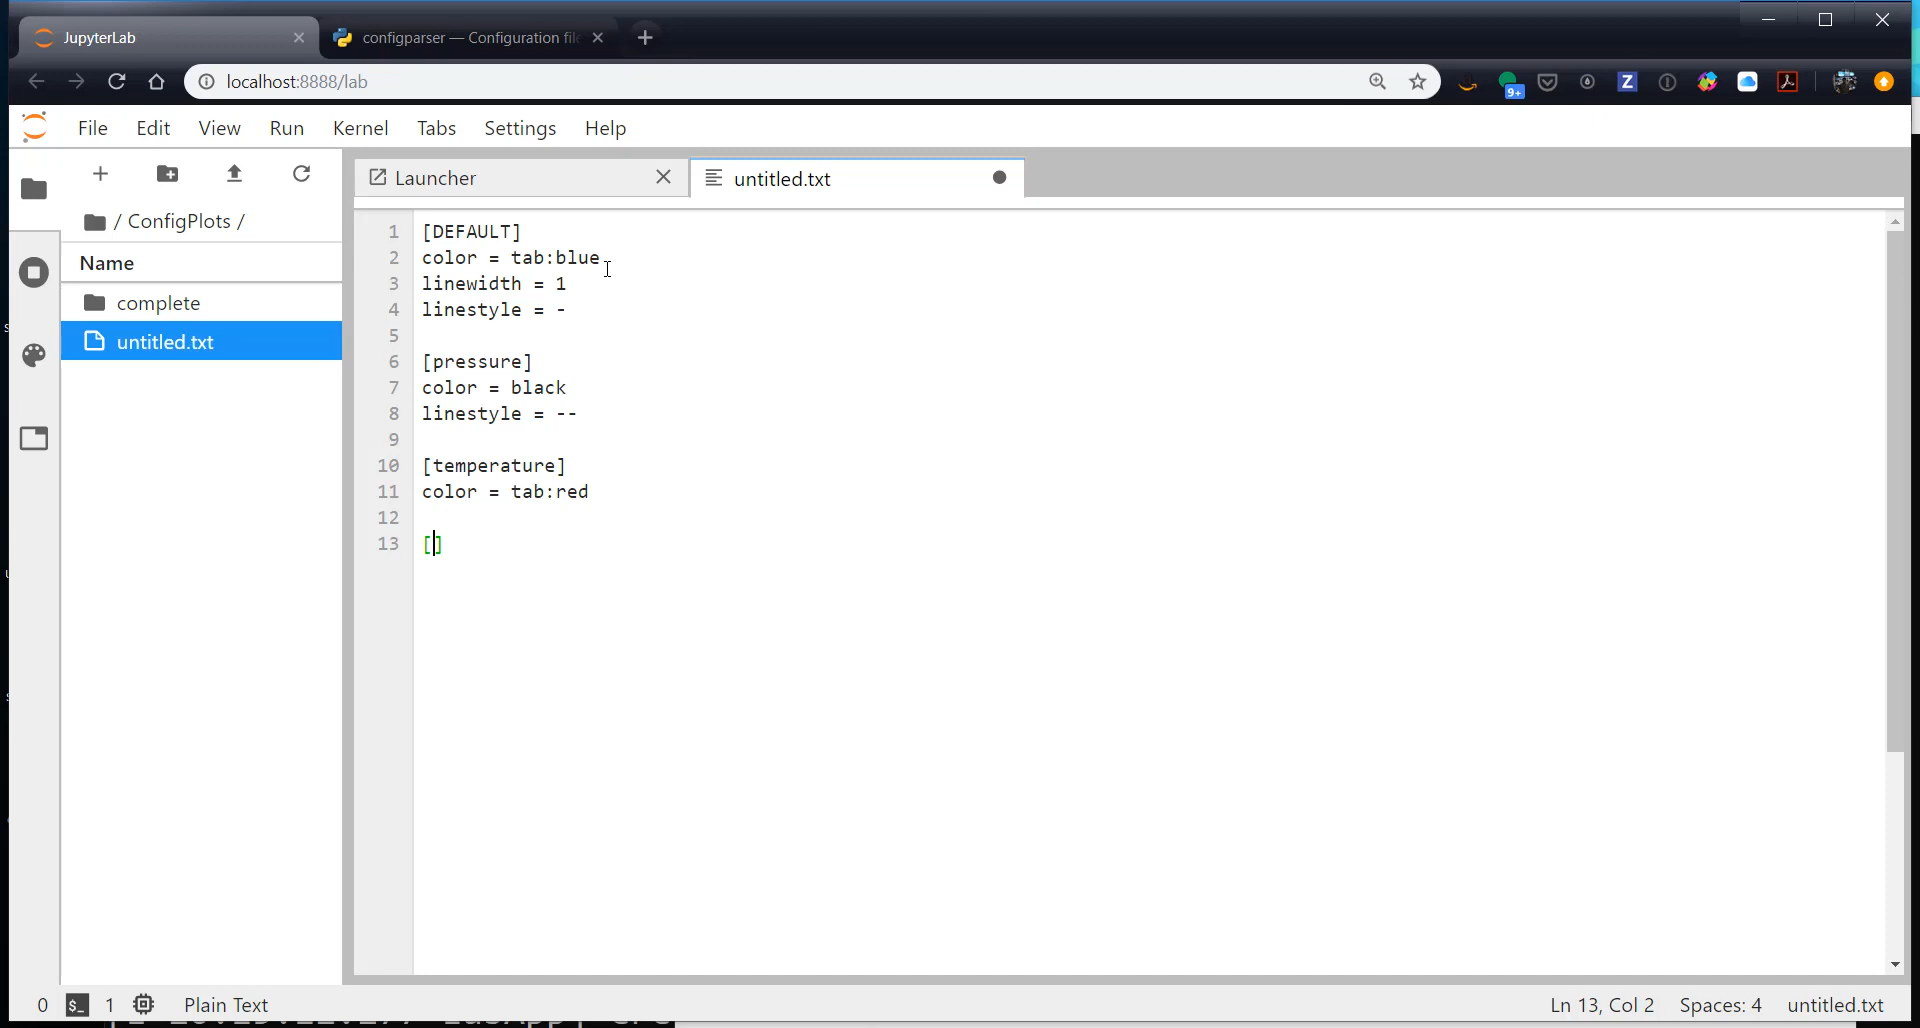 JupyterLab
configparser — Configuration file
localhost:8888/lab
9+
Z
File Edit View Run Kernel Tabs Settings Help
Launcher
untitled.txt
/ ConfigPlots /
Name
complete
untitled.txt
1 [DEFAULT]
2 color = tab:blue
3 linewidth = 1
4 linestyle = -
5
6 [pressure]
7 color = black
8 linestyle = --
9
10 [temperature]
11 color = tab:red
12
13 []
0 $_ 1 Plain Text
Ln 13, Col 2 Spaces: 4 untitled.txt